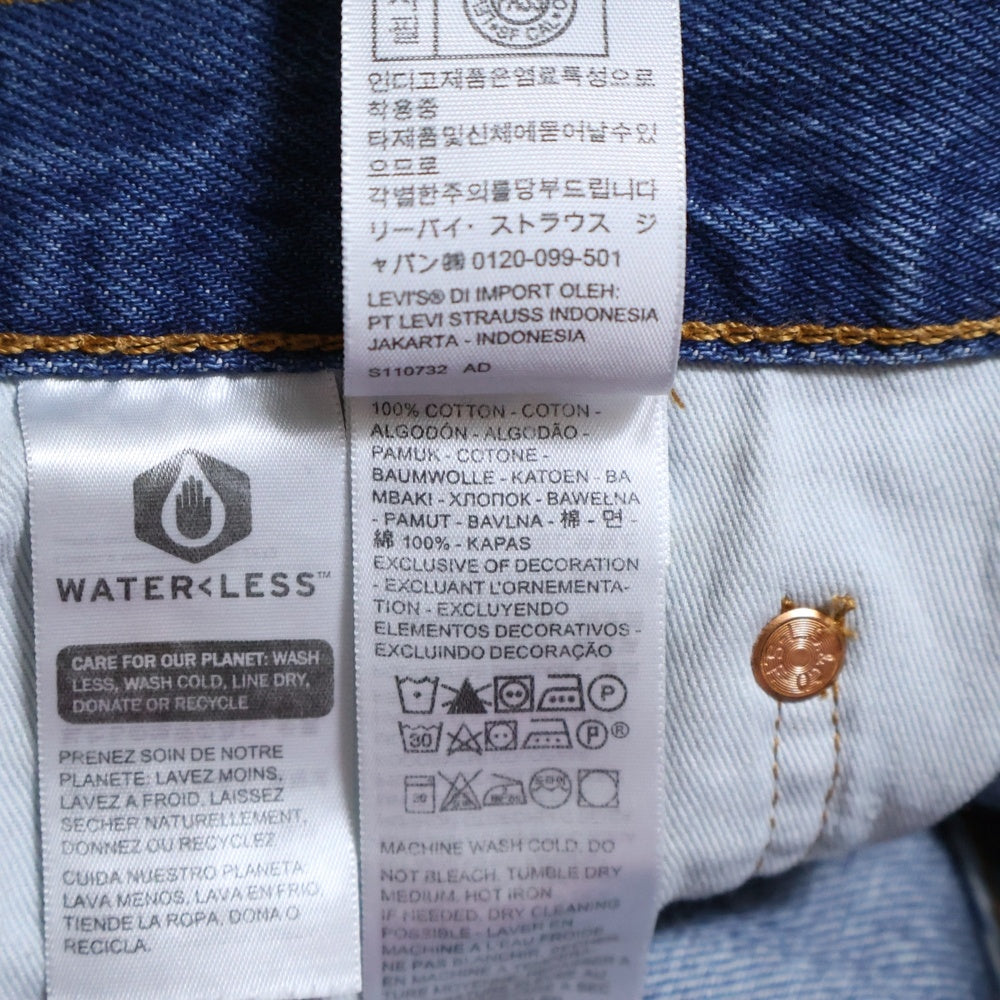 SF CAL
인디고제품은염료특성으로
착용중
타제품및신체에묻어날수있
으므로
각별한주의를당부드립니다
リーバイ・ストラウス ジ
ャパン㈱ 0120-099-501
LEVI'S® DI IMPORT OLEH:
PT LEVI STRAUSS INDONESIA
JAKARTA - INDONESIA
S110732 AD
WATER<LESS™
CARE FOR OUR PLANET: WASH
LESS, WASH COLD, LINE DRY,
DONATE OR RECYCLE
PRENEZ SOIN DE NOTRE
PLANETE: LAVEZ MOINS,
LAVEZ A FROID, LAISSEZ
SECHER NATURELLEMENT,
DONNEZ OU RECYCLEZ
CUIDA NUESTRO PLANETA
LAVA MENOS, LAVA EN FRIO
TIENDE LA ROPA, DONA O
RECICLA.
100% COTTON - COTON -
ALGODÓN - ALGODÃO -
PAMUK - COTONE -
BAUMWOLLE - KATOEN - BA
MBAKI - ХЛОПОК - BAWEŁNA
- PAMUT - BAVLNA - 棉 - 면 -
綿 100% - KAPAS
EXCLUSIVE OF DECORATION
- EXCLUANT L'ORNEMENTA-
TION - EXCLUYENDO
ELEMENTOS DECORATIVOS -
EXCLUINDO DECORAÇÃO
P
30 P ®
MACHINE WASH COLD. DO
NOT BLEACH. TUMBLE DRY
MEDIUM. HOT IRON
IF NEEDED. DRY CLEANING
POSSIBLE - LAVER EN
MACHINE A L'EAU FROIDE
NE PAS BLANCHIR. SECHER
EN MACHINE A